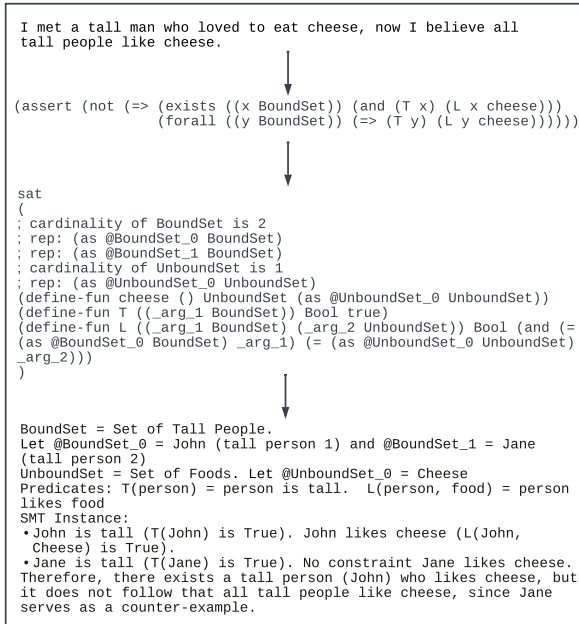 I met a tall man who loved to eat cheese, now I believe all
tall people like cheese.
(assert (not (=> (exists ((x BoundSet)) (and (T x) (L x cheese)))
(forall ((y BoundSet)) (=> (T y) (L y cheese))))))
sat
(
; cardinality of BoundSet is 2
; rep: (as @BoundSet_0 BoundSet)
; rep: (as @BoundSet_1 BoundSet)
; cardinality of UnboundSet is 1
; rep: (as @UnboundSet_0 UnboundSet)
(define-fun cheese () UnboundSet (as @UnboundSet_0 UnboundSet))
(define-fun T ((_arg_1 BoundSet)) Bool true)
(define-fun L ((_arg_1 BoundSet) (_arg_2 UnboundSet)) Bool (and (=
(as @BoundSet_0 BoundSet) _arg_1) (= (as @UnboundSet_0 UnboundSet)
_arg_2)))
)
BoundSet = Set of Tall People.
Let @BoundSet_0 = John (tall person 1) and @BoundSet_1 = Jane
(tall person 2)
UnboundSet = Set of Foods. Let @UnboundSet_0 = Cheese
Predicates: T(person) = person is tall.  L(person, food) = person
likes food
SMT Instance:
•John is tall (T(John) is True). John likes cheese (L(John,
Cheese) is True).
•Jane is tall (T(Jane) is True). No constraint Jane likes cheese.
Therefore, there exists a tall person (John) who likes cheese, but
it does not follow that all tall people like cheese, since Jane
serves as a counter-example.